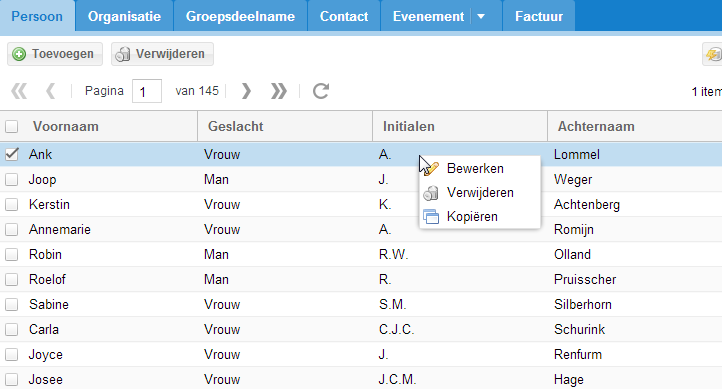 Persoon Organisatie Groepsdeelname Contact Evenement Factuur
Toevoegen Verwijderen
Pagina 1 van 145 1 item
Voornaam Geslacht Initialen Achternaam
Ank Vrouw A. Lommel
Bewerken
Joop Man J. Weger
Verwijderen
Kerstin Vrouw K. Achtenberg
Kopiëren
Annemarie Vrouw A. Romijn
Robin Man R.W. Olland
Roelof Man R. Pruisscher
Sabine Vrouw S.M. Silberhorn
Carla Vrouw C.J.C. Schurink
Joyce Vrouw J. Renfurm
Josee Vrouw J.C.M. Hage